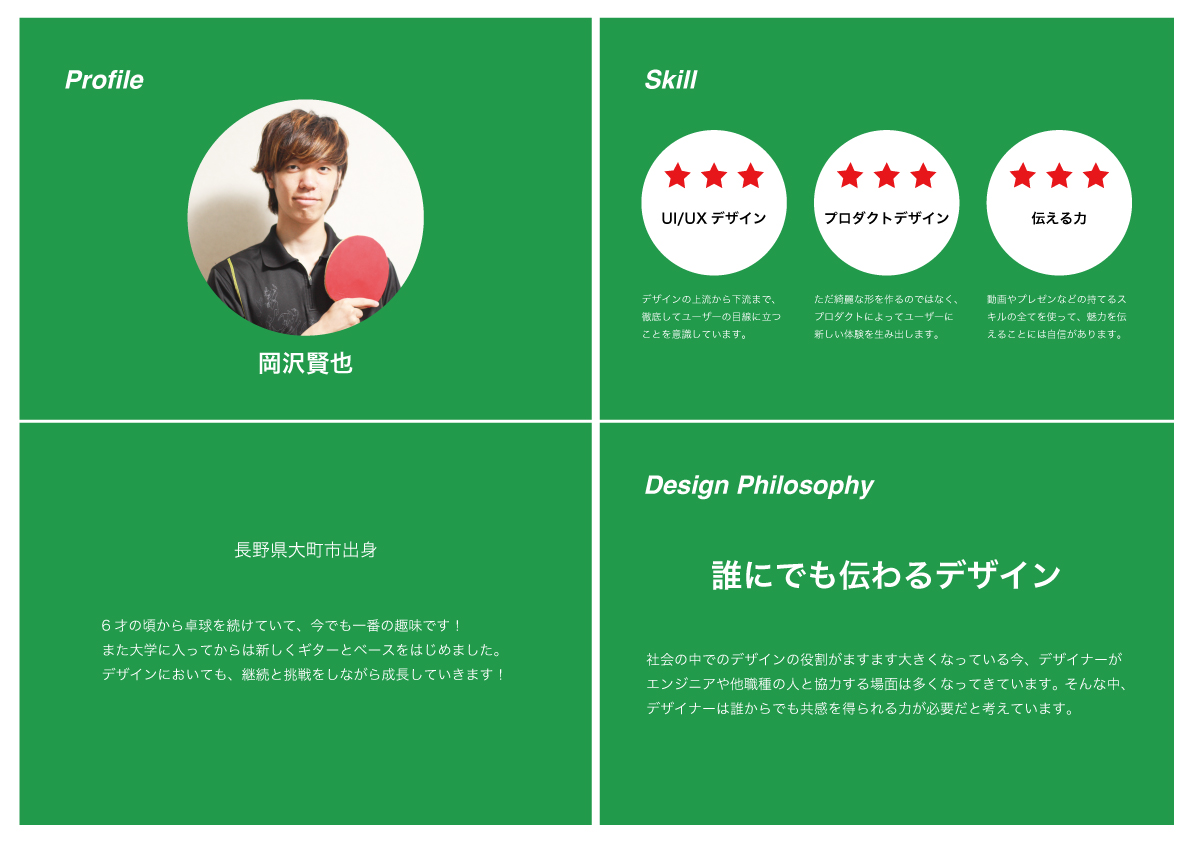 Profile
岡沢賢也
長野県大町市出身
6才の頃から卓球を続けていて、今でも一番の趣味です！
また大学に入ってからは新しくギターとベースをはじめました。
デザインにおいても、継続と挑戦をしながら成長していきます！
Skill
UI/UX デザイン
デザインの上流から下流まで、
徹底してユーザーの目線に立つ
ことを意識しています。
プロダクトデザイン
ただ綺麗な形を作るのではなく、
プロダクトによってユーザーに
新しい体験を生み出します。
伝える力
動画やプレゼンなどの持てるス
キルの全てを使って、魅力を伝
えることには自信があります。
Design Philosophy
誰にでも伝わるデザイン
社会の中でのデザインの役割がますます大きくなっている今、デザイナーが
エンジニアや他職種の人と協力する場面は多くなってきています。そんな中、
デザイナーは誰からでも共感を得られる力が必要だと考えています。